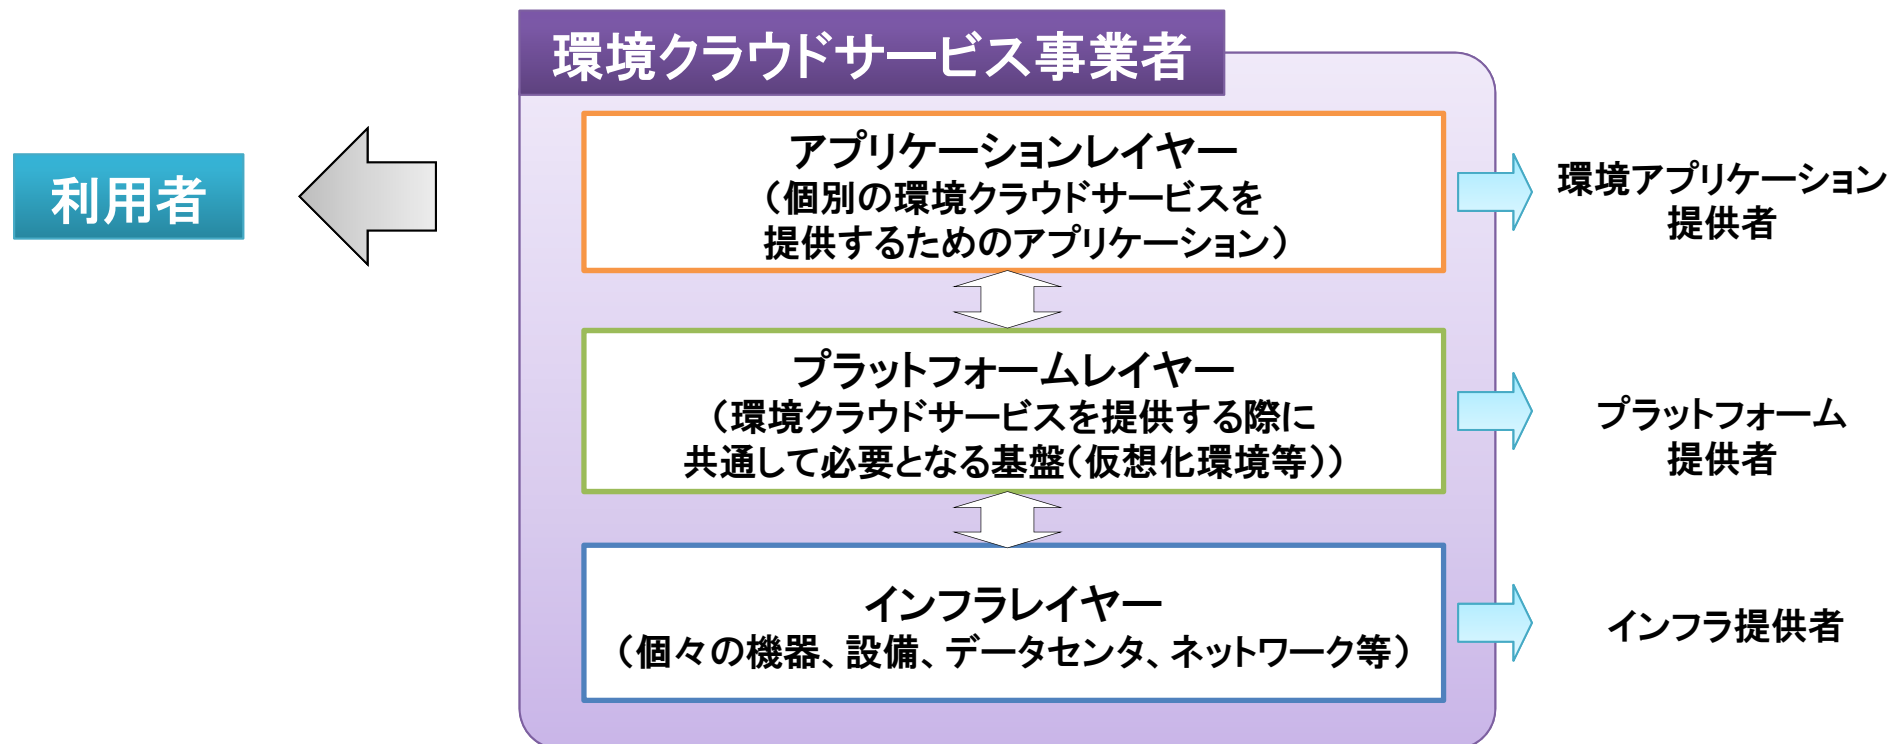 環境クラウドサービス事業者
利用者
アプリケーションレイヤー
（個別の環境クラウドサービスを
提供するためのアプリケーション）
環境アプリケーション
提供者
プラットフォームレイヤー
（環境クラウドサービスを提供する際に
共通して必要となる基盤（仮想化環境等））
プラットフォーム
提供者
インフラレイヤー
（個々の機器、設備、データセンタ、ネットワーク等）
インフラ提供者